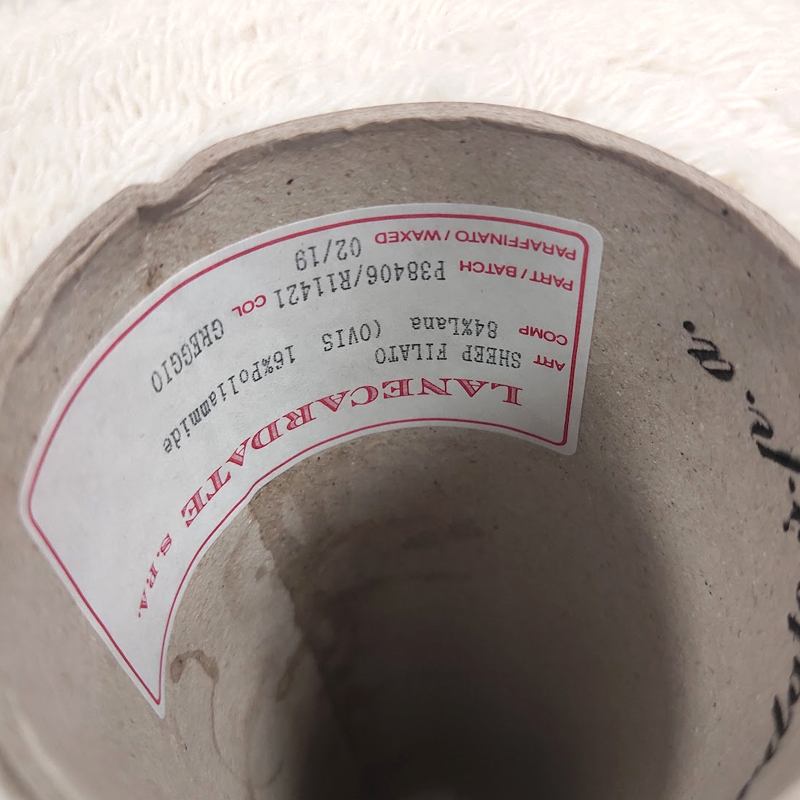 LANECARDATE S.P.A.
ART SHEEP FILATO
COMP 84%Lana (OVIS 16%Poliammide
PART / BATCH P38406/R11421 COL GREGGIO
PARAFFINATO / WAXED 02/19